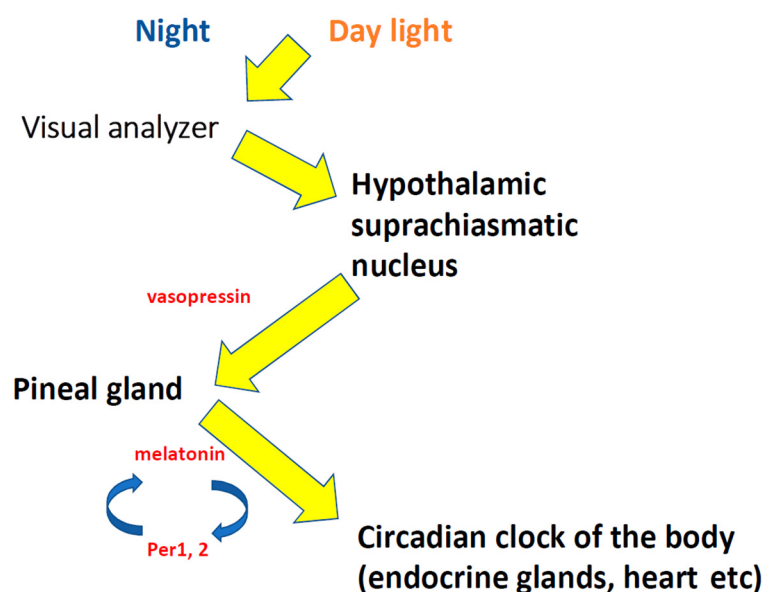 Night Day light
Visual analyzer
Hypothalamic
suprachiasmatic
nucleus
vasopressin
Pineal gland
melatonin
Per1, 2
Circadian clock of the body
(endocrine glands, heart etc)